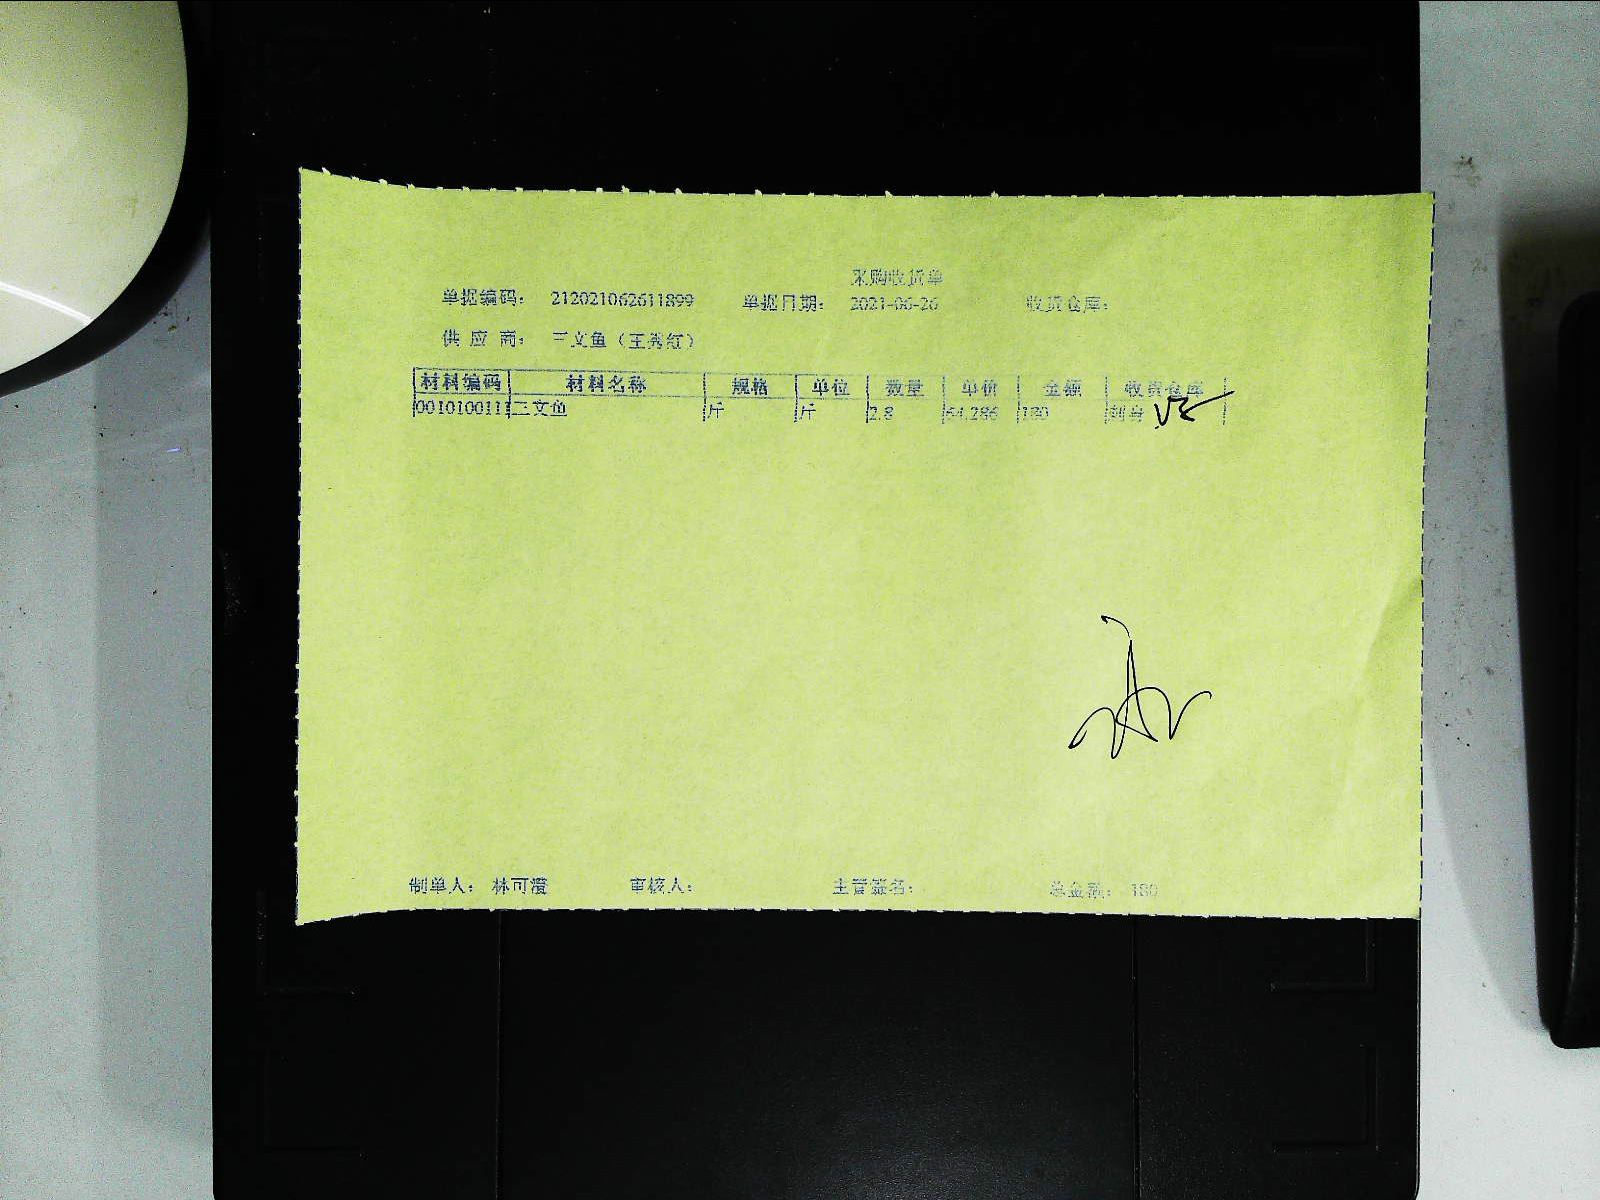 采购收货单
单据编码： 212021062611899 单据日期： 2021-06-26 收货仓库：
供 应 商： 三文鱼（王秀红）
材料编码 材料名称 规格 单位 数量 单价 金额 收货仓库
0010100111 三文鱼 斤 斤 2.8 64.286 180 刺身
制单人： 林可澄 审核人： 主管签名： 总金额： 180